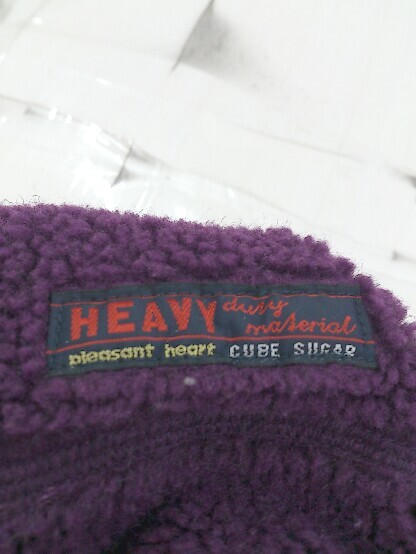 HEAVY duty material
pleasant heart CUBE SUGAR